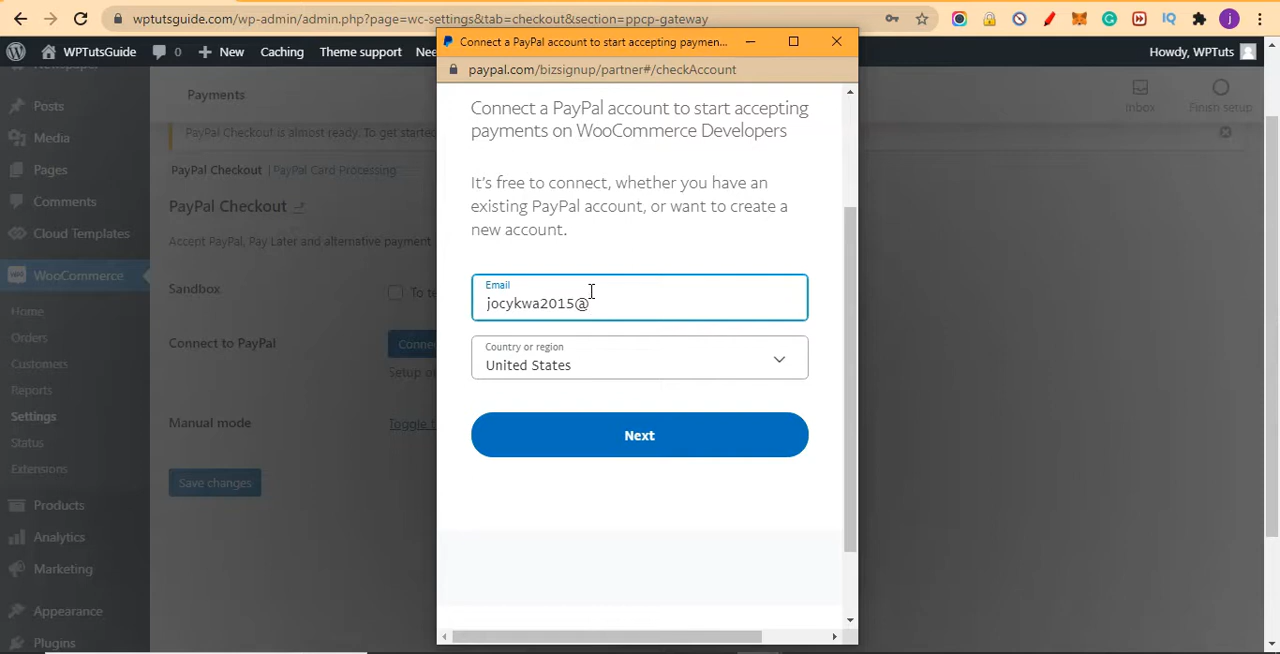 wptutsguide.com/wp-admin/admin.php?page=wc-settings&tab=checkout&section=ppcp-gateway
WPTutsGuide 0 New Caching Theme support Howdy, WPTuts
Connect a PayPal account to start accepting paymen...
paypal.com/bizsignup/partner#/checkAccount
Posts
Media
Pages
Comments
Cloud Templates
WooCommerce
Home
Orders
Customers
Reports
Settings
Status
Extensions
Products
Analytics
Marketing
Appearance
Plugins
Payments
Inbox
Finish setup
PayPal Checkout is almost ready. To get started
PayPal Checkout | PayPal Card Processing
PayPal Checkout
Accept PayPal, Pay Later and alternative payment
Sandbox
Connect to PayPal
Manual mode
Save changes
Connect a PayPal account to start accepting
payments on WooCommerce Developers
It's free to connect, whether you have an
existing PayPal account, or want to create a
new account.
Email
jocykwa2015@
Country or region
United States
Next